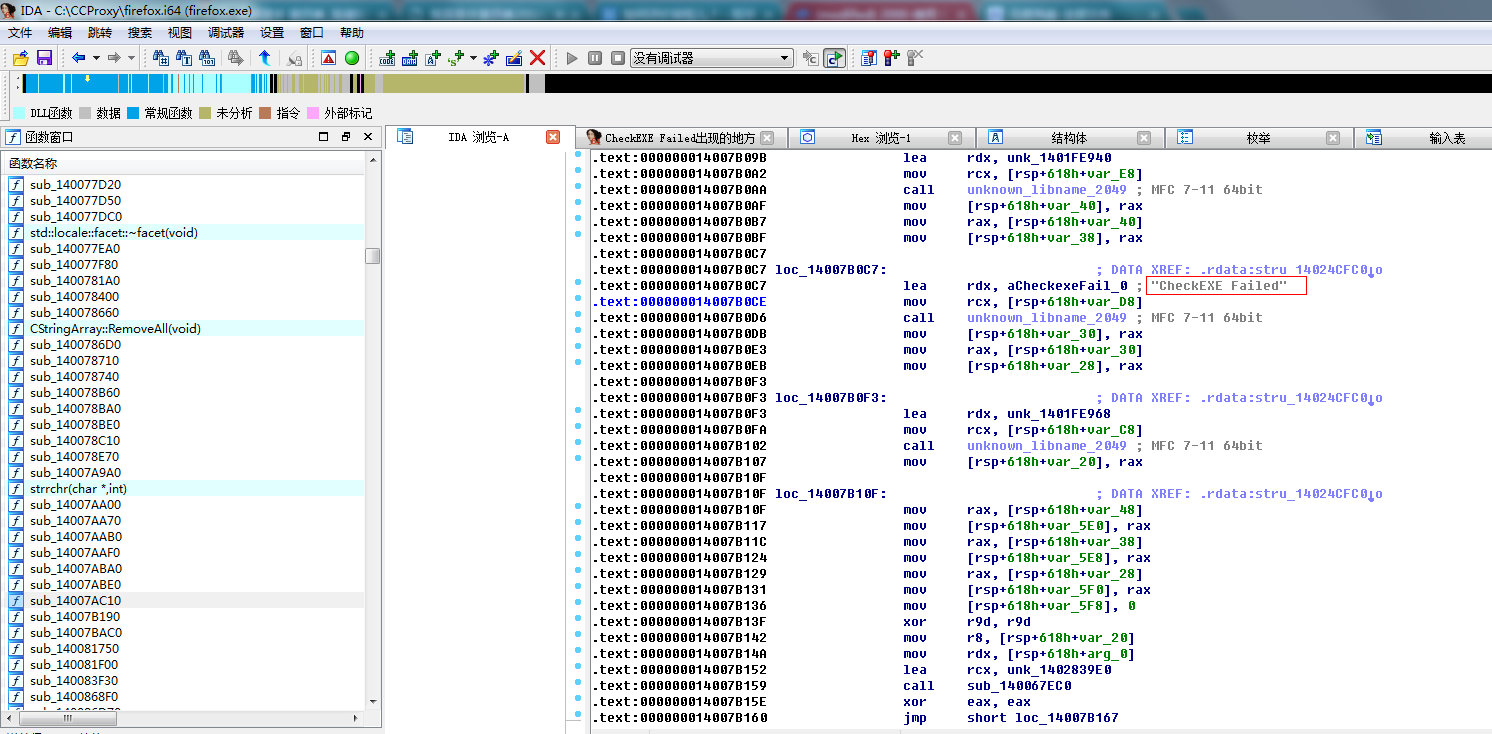 IDA - C:\CCProxy\firefox.i64 (firefox.exe)
文件 编辑 跳转 搜索 视图 调试器 设置 窗口 帮助
没有调试器
DLL函数 数据 常规函数 未分析 指令 外部标记
函数窗口
IDA 浏览-A
CheckEXE Failed出现的地方
Hex 浏览-1
结构体
枚举
输入表
函数名称
sub_140077D20
sub_140077D50
sub_140077DC0
std::locale::facet::~facet(void)
sub_140077EA0
sub_140077F80
sub_1400781A0
sub_140078400
sub_140078660
CStringArray::RemoveAll(void)
sub_1400786D0
sub_140078710
sub_140078740
sub_140078B60
sub_140078BA0
sub_140078BE0
sub_140078C10
sub_140078E70
sub_14007A9A0
strrchr(char *,int)
sub_14007AA00
sub_14007AA70
sub_14007AAB0
sub_14007AAF0
sub_14007ABA0
sub_14007ABE0
sub_14007AC10
sub_14007B190
sub_14007BAC0
sub_140081750
sub_140081F00
sub_140083F30
sub_1400868F0
.text:000000014007B09B lea rdx, unk_1401FE940
.text:000000014007B0A2 mov rcx, [rsp+618h+var_E8]
.text:000000014007B0AA call unknown_libname_2049 ; MFC 7-11 64bit
.text:000000014007B0AF mov [rsp+618h+var_40], rax
.text:000000014007B0B7 mov rax, [rsp+618h+var_40]
.text:000000014007B0BF mov [rsp+618h+var_38], rax
.text:000000014007B0C7
.text:000000014007B0C7 loc_14007B0C7: ; DATA XREF: .rdata:stru_14024CFC0↓o
.text:000000014007B0C7 lea rdx, aCheckexeFail_0 ; "CheckEXE Failed"
.text:000000014007B0CE mov rcx, [rsp+618h+var_D8]
.text:000000014007B0D6 call unknown_libname_2049 ; MFC 7-11 64bit
.text:000000014007B0DB mov [rsp+618h+var_30], rax
.text:000000014007B0E3 mov rax, [rsp+618h+var_30]
.text:000000014007B0EB mov [rsp+618h+var_28], rax
.text:000000014007B0F3
.text:000000014007B0F3 loc_14007B0F3: ; DATA XREF: .rdata:stru_14024CFC0↓o
.text:000000014007B0F3 lea rdx, unk_1401FE968
.text:000000014007B0FA mov rcx, [rsp+618h+var_C8]
.text:000000014007B102 call unknown_libname_2049 ; MFC 7-11 64bit
.text:000000014007B107 mov [rsp+618h+var_20], rax
.text:000000014007B10F
.text:000000014007B10F loc_14007B10F: ; DATA XREF: .rdata:stru_14024CFC0↓o
.text:000000014007B10F mov rax, [rsp+618h+var_48]
.text:000000014007B117 mov [rsp+618h+var_5E0], rax
.text:000000014007B11C mov rax, [rsp+618h+var_38]
.text:000000014007B124 mov [rsp+618h+var_5E8], rax
.text:000000014007B129 mov rax, [rsp+618h+var_28]
.text:000000014007B131 mov [rsp+618h+var_5F0], rax
.text:000000014007B136 mov [rsp+618h+var_5F8], 0
.text:000000014007B13F xor r9d, r9d
.text:000000014007B142 mov r8, [rsp+618h+var_20]
.text:000000014007B14A mov rdx, [rsp+618h+arg_0]
.text:000000014007B152 lea rcx, unk_1402839E0
.text:000000014007B159 call sub_140067EC0
.text:000000014007B15E xor eax, eax
.text:000000014007B160 jmp short loc_14007B167